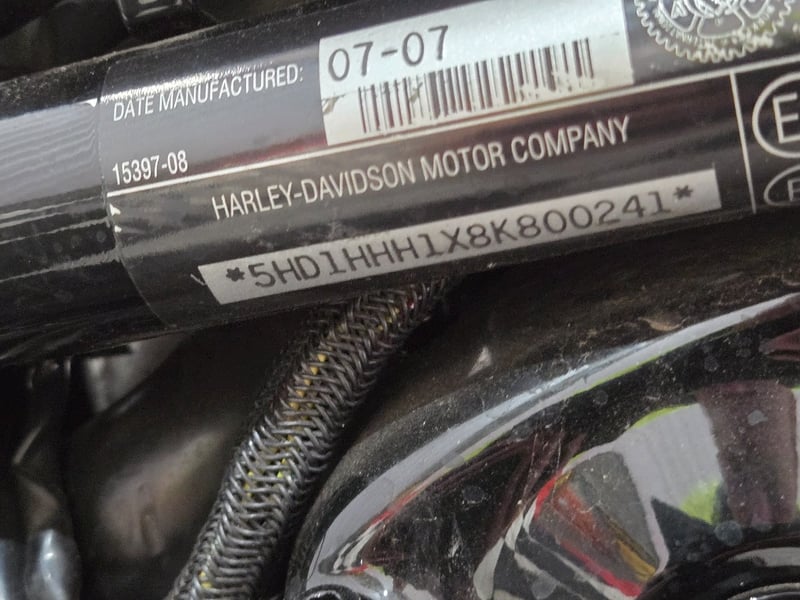 DATE MANUFACTURED: 07-07
15397-08
HARLEY-DAVIDSON MOTOR COMPANY
*5HD1HHH1X8K800241*
E